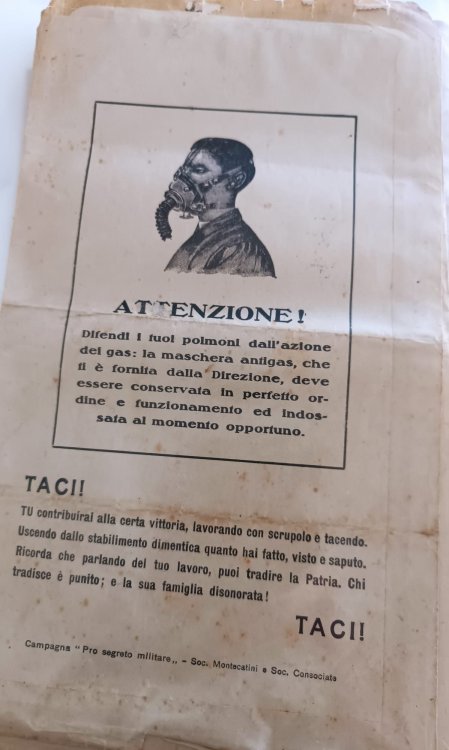 ATTENZIONE!
Difendi i tuoi polmoni dall'azione
dei gas: la maschera antigas, che
ti è fornita dalla Direzione, deve
essere conservata in perfetto or-
dine e funzionamento ed indos-
sata al momento opportuno.
TACI!
TU contribuirai alla certa vittoria, lavorando con scrupolo e tacendo.
Uscendo dallo stabilimento dimentica quanto hai fatto, visto e saputo.
Ricorda che parlando del tuo lavoro, puoi tradire la Patria. Chi
tradisce è punito; e la sua famiglia disonorata!
TACI!
Campagna "Pro segreto militare„ - Soc. Montecatini e Soc. Consociate